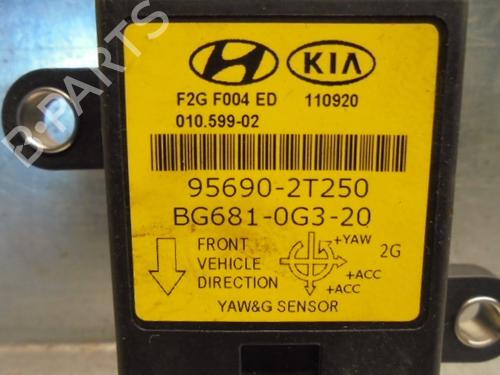 KIA
F2G F004 ED 110920
010.599-02
95690-2T250
BG681-0G3-20
FRONT
VEHICLE
DIRECTION
+YAW
2G
+ACC
+ACC
YAW&G SENSOR
B-PARTS